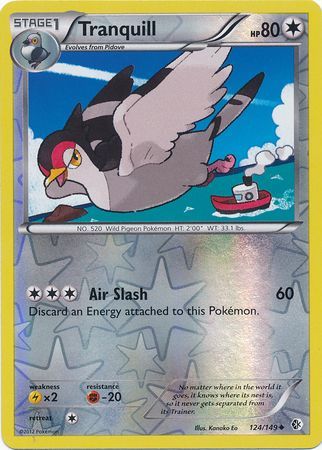 STAGE1
Tranquill
HP80
Evolves from Pidove
NO. 520 Wild Pigeon Pokémon HT: 2'00" WT: 33.1 lbs.
Air Slash 60
Discard an Energy attached to this Pokémon.
weakness
×2
resistance
-20
retreat
No matter where in the world it
goes, it knows where its nest is,
so it never gets separated from
its Trainer.
©2012 Pokémon
Illus. Kanako Eo
124/149